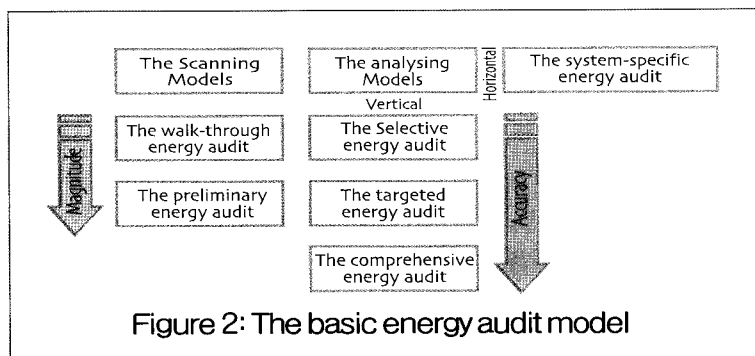 The Scanning
Models
The analysing
Models
Horizontal
The system-specific
energy audit
Vertical
Magnitude
The walk-through
energy audit
The Selective
energy audit
Accuracy
The preliminary
energy audit
The targeted
energy audit
The comprehensive
energy audit
Figure 2: The basic energy audit model